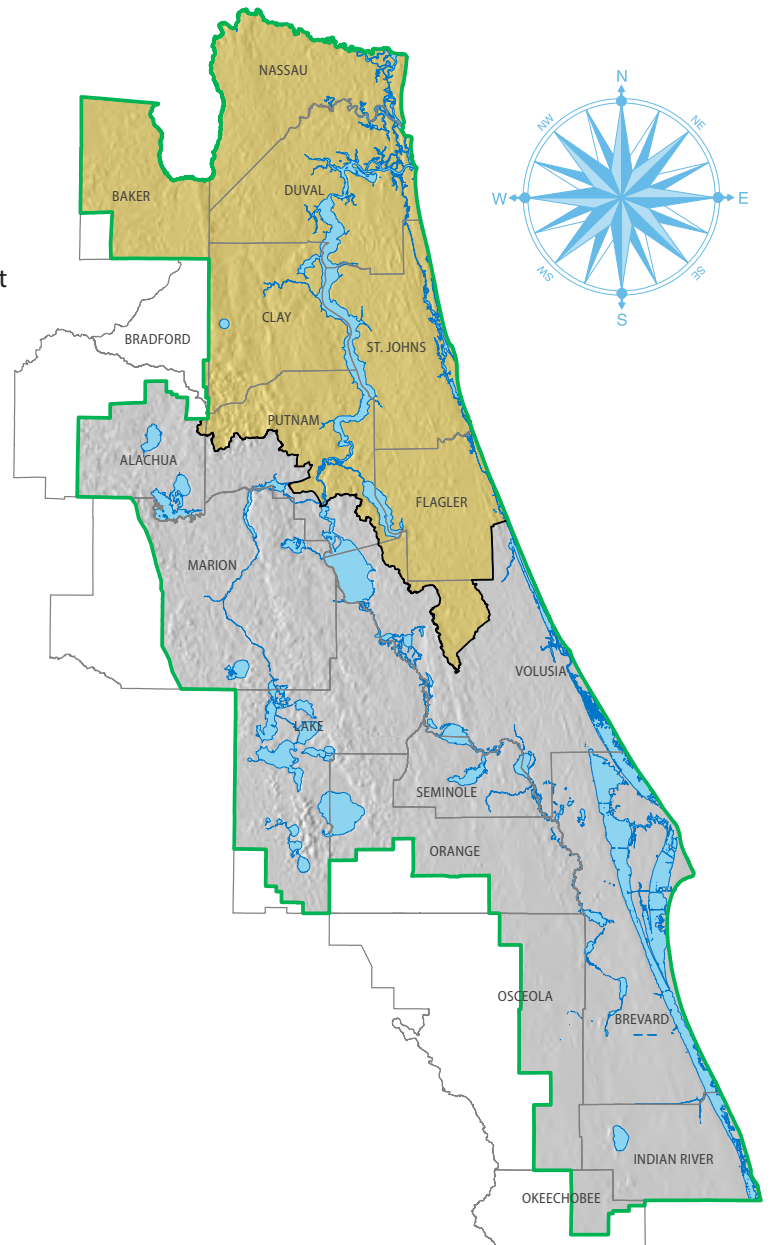 NASSAU
N
NW
NE
BAKER
DUVAL
W
E
SW
SE
t
S
CLAY
BRADFORD
ST. JOHNS
PUTNAM
ALACHUA
FLAGLER
MARION
VOLUSIA
LAKE
SEMINOLE
ORANGE
OSCEOLA
BREVARD
INDIAN RIVER
OKEECHOBEE